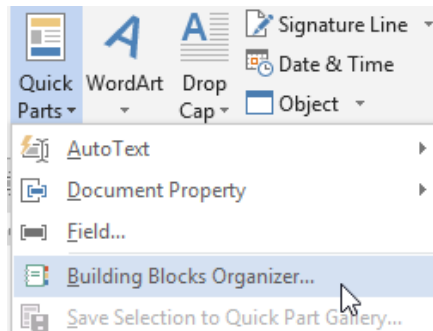 Signature Line
Date & Time
Object
Quick Parts
WordArt
Drop Cap
AutoText
Document Property
Field...
Building Blocks Organizer...
Save Selection to Quick Part Gallery...